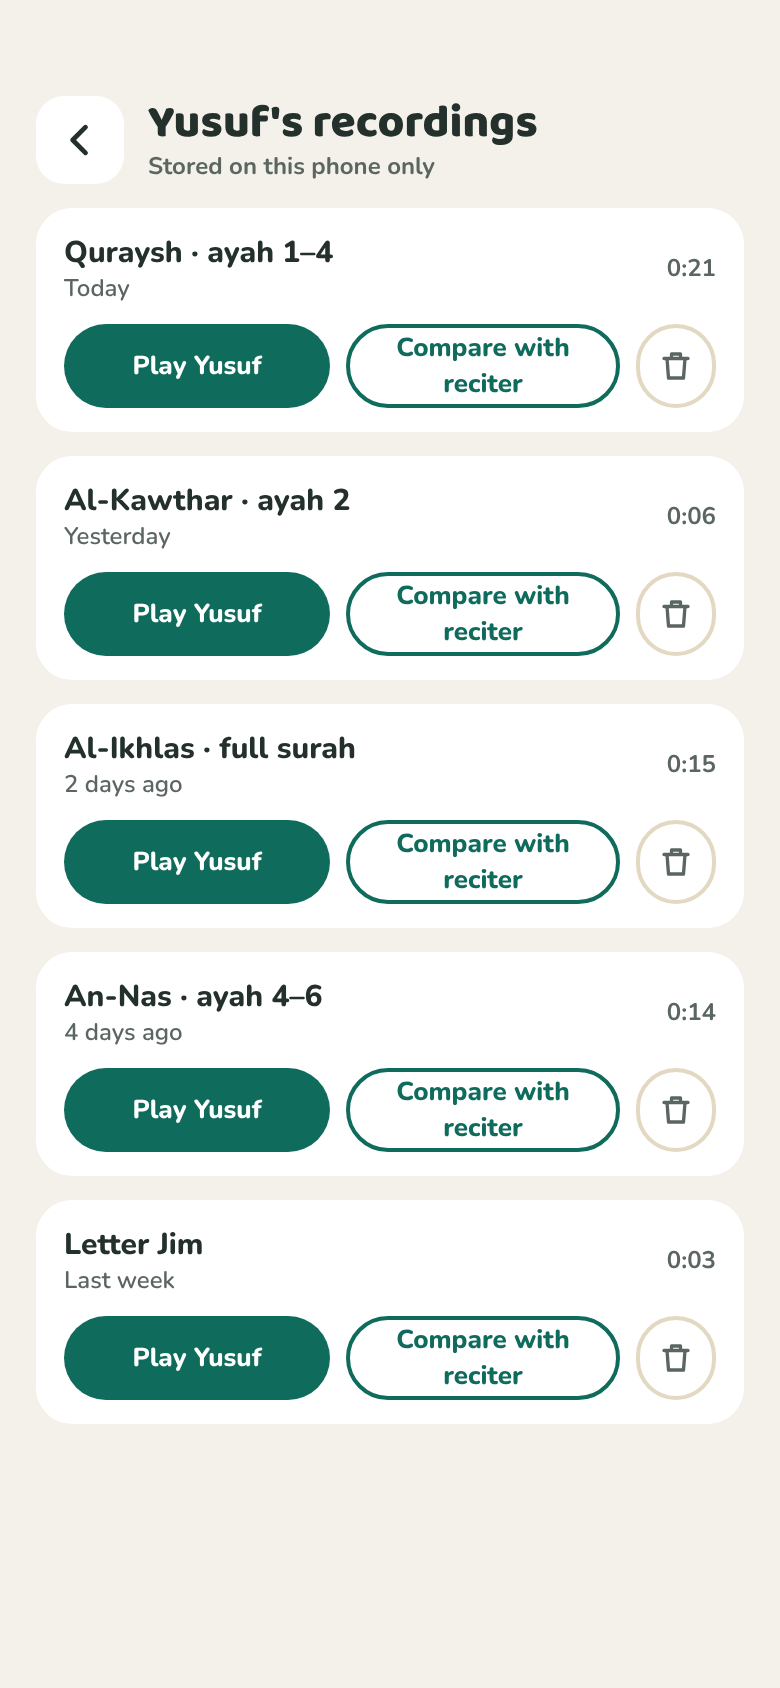 Yusuf's recordings
Stored on this phone only
Quraysh · ayah 1–4
Today
0:21
Play Yusuf
Compare with
reciter
Al-Kawthar · ayah 2
Yesterday
0:06
Play Yusuf
Compare with
reciter
Al-Ikhlas · full surah
2 days ago
0:15
Play Yusuf
Compare with
reciter
An-Nas · ayah 4–6
4 days ago
0:14
Play Yusuf
Compare with
reciter
Letter Jim
Last week
0:03
Play Yusuf
Compare with
reciter